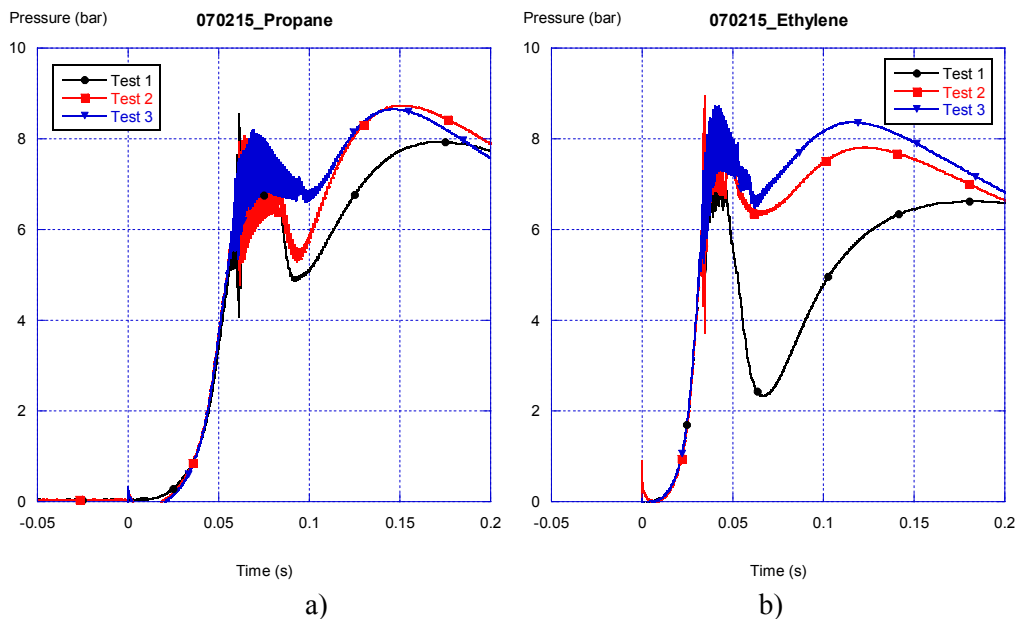 Pressure (bar)
070215_Propane
10
8
6
4
2
0
-0.05
0
0.05
0.1
0.15
0.2
Test 1
Test 2
Test 3
Time (s)
a)
Pressure (bar)
070215_Ethylene
10
8
6
4
2
0
-0.05
0
0.05
0.1
0.15
0.2
Test 1
Test 2
Test 3
Time (s)
b)